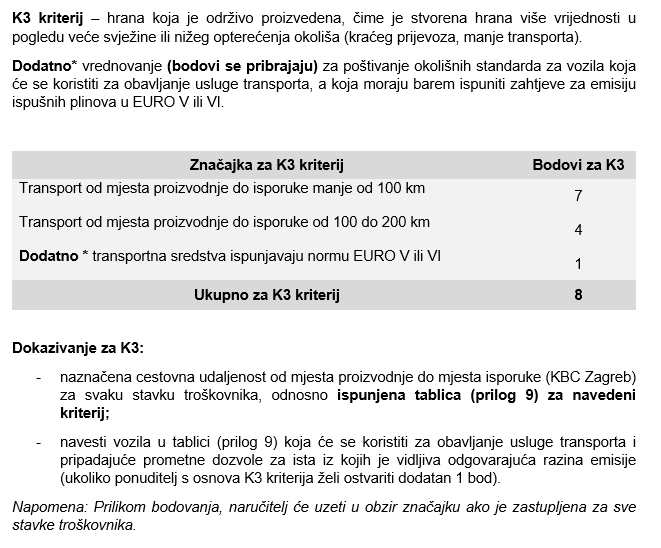 K3 kriterij – hrana koja je održivo proizvedena, čime je stvorena hrana više vrijednosti u
pogledu veće svježine ili nižeg opterećenja okoliša (kraćeg prijevoza, manje transporta).
Dodatno* vrednovanje (bodovi se pribrajaju) za poštivanje okolišnih standarda za vozila koja
će se koristiti za obavljanje usluge transporta, a koja moraju barem ispuniti zahtjeve za emisiju
ispušnih plinova u EURO V ili VI.
Značajka za K3 kriterij Bodovi za K3
Transport od mjesta proizvodnje do isporuke manje od 100 km 7
Transport od mjesta proizvodnje do isporuke od 100 do 200 km 4
Dodatno * transportna sredstva ispunjavaju normu EURO V ili VI 1
Ukupno za K3 kriterij 8
Dokazivanje za K3:
- naznačena cestovna udaljenost od mjesta proizvodnje do mjesta isporuke (KBC Zagreb)
za svaku stavku troškovnika, odnosno ispunjena tablica (prilog 9) za navedeni
kriterij;
- navesti vozila u tablici (prilog 9) koja će se koristiti za obavljanje usluge transporta i
pripadajuće prometne dozvole za ista iz kojih je vidljiva odgovarajuća razina emisije
(ukoliko ponuditelj s osnova K3 kriterija želi ostvariti dodatan 1 bod).
Napomena: Prilikom bodovanja, naručitelj će uzeti u obzir značajku ako je zastupljena za sve
stavke troškovnika.